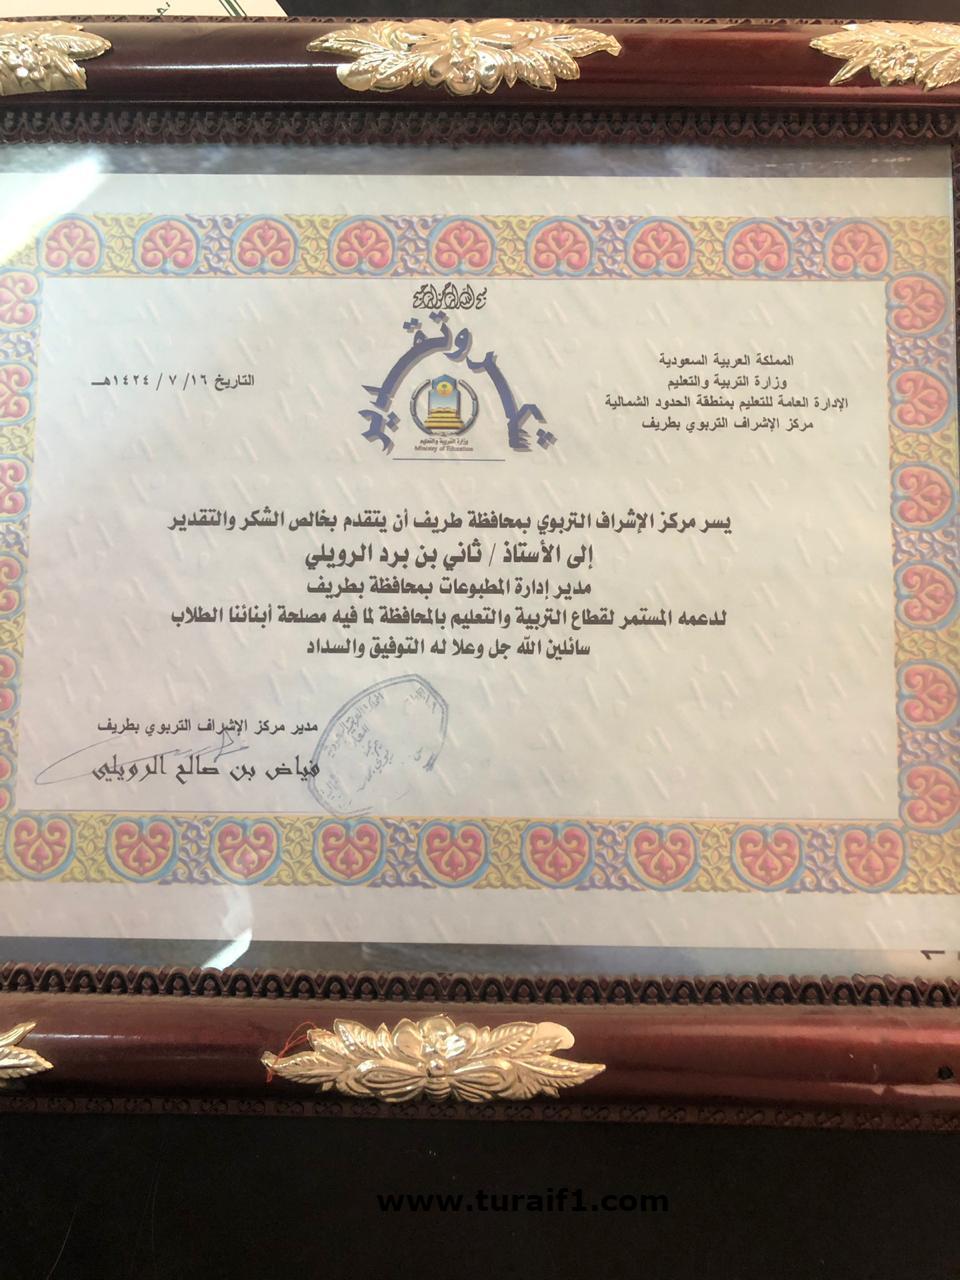 بسم الله الرحمن الرحيم
شكر وتقدير
المملكة العربية السعودية
وزارة التربية والتعليم
الإدارة العامة للتعليم بمنطقة الحدود الشمالية
مركز الإشراف التربوي بطريف
التاريخ ١٦/ ٧ / ١٤٢٤هـ
وزارة التربية والتعليم
Ministry of Education
يسر مركز الإشراف التربوي بمحافظة طريف أن يتقدم بخالص الشكر والتقدير
إلى الأستاذ / ثاني بن برد الرويلي
مدير إدارة المطبوعات بمحافظة بطريف
لدعمه المستمر لقطاع التربية والتعليم بالمحافظة لما فيه مصلحة أبنائنا الطلاب
سائلين الله جل وعلا له التوفيق والسداد
مدير مركز الإشراف التربوي بطريف
فياض بن صالح الرويلي
www.turaif1.com